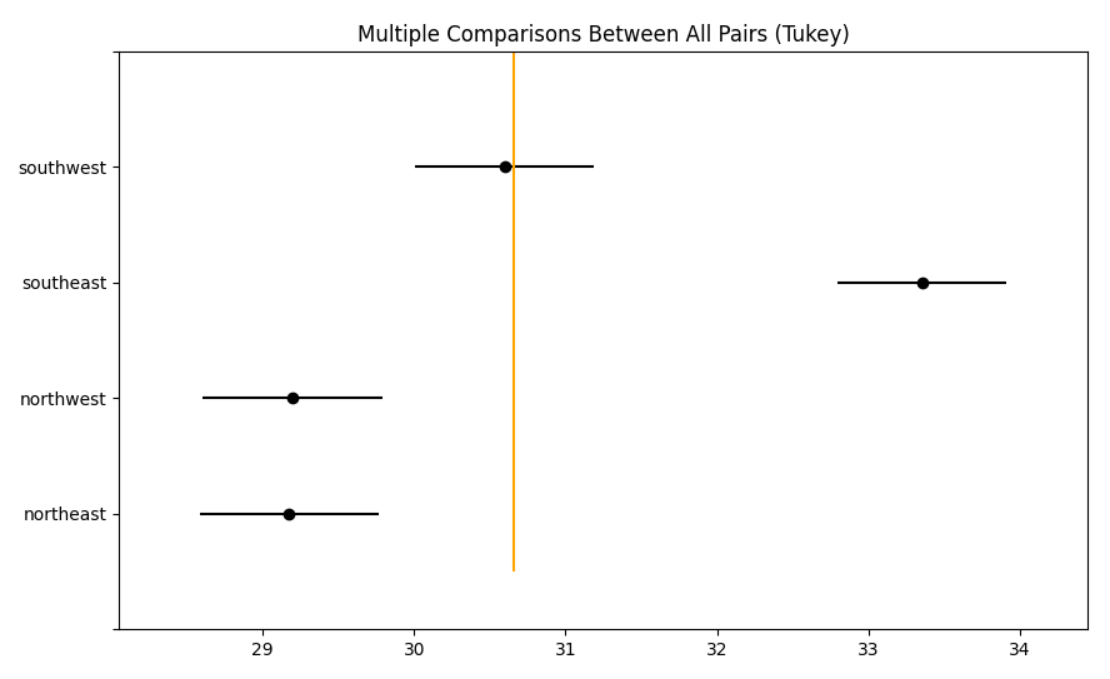 Multiple Comparisons Between All Pairs (Tukey)
southwest
southeast
northwest
northeast
29 30 31 32 33 34